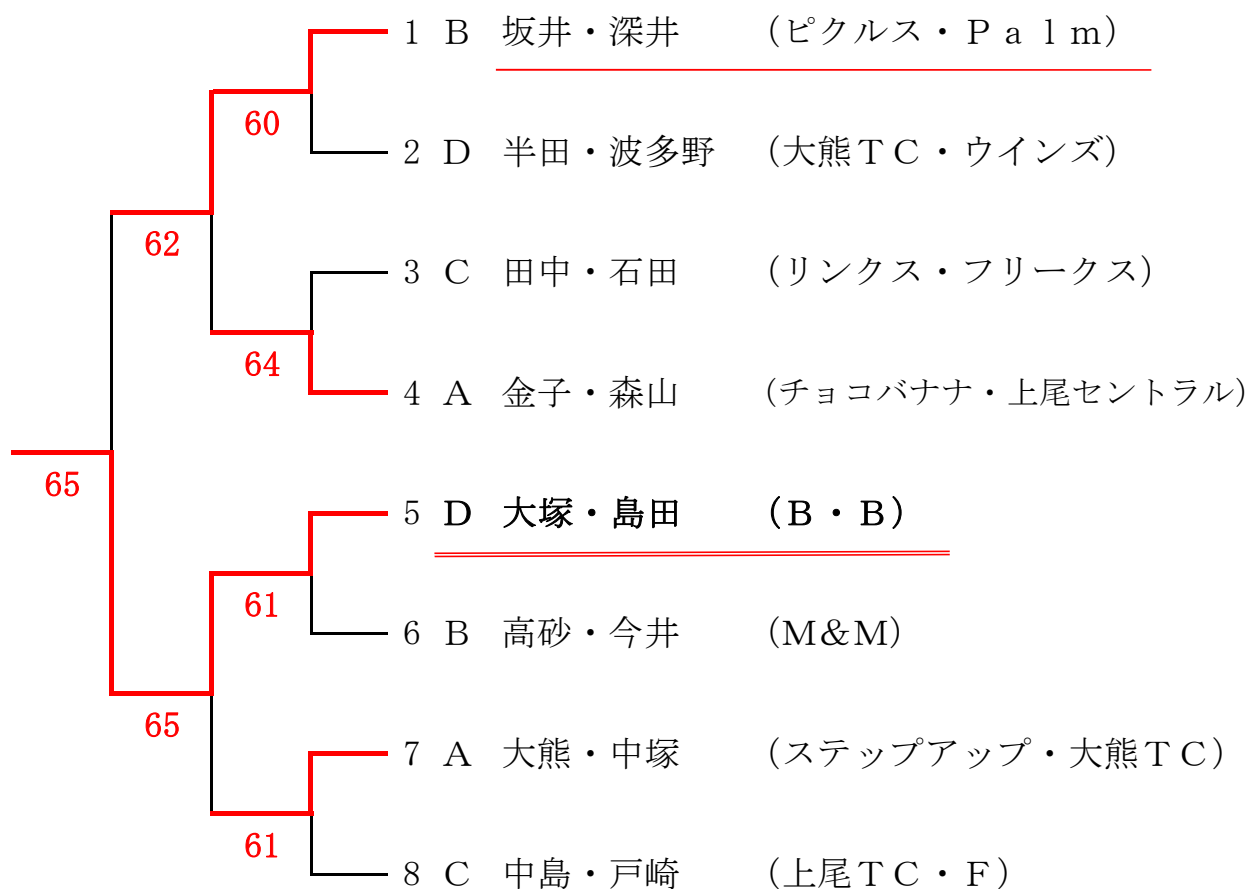 1 B 坂井・深井 (ピクルス・Palm)
60
2 D 半田・波多野 (大熊TC・ウインズ)
62
3 C 田中・石田 (リンクス・フリークス)
64
4 A 金子・森山 (チョコバナナ・上尾セントラル)
65
5 D 大塚・島田 (B・B)
61
6 B 高砂・今井 (M&M)
65
7 A 大熊・中塚 (ステップアップ・大熊TC)
61
8 C 中島・戸崎 (上尾TC・F)